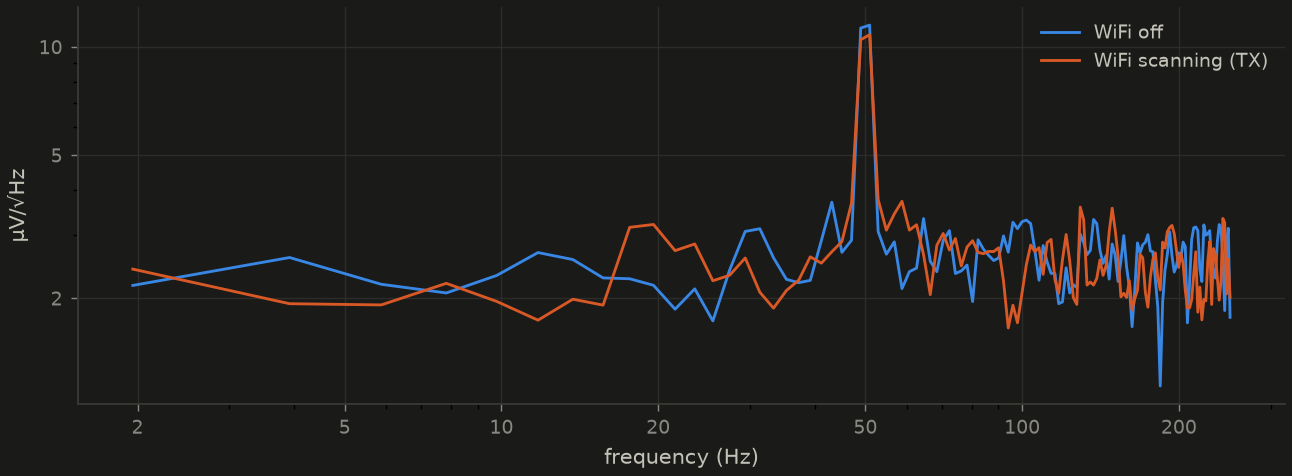 WiFi off
WiFi scanning (TX)
10
5
2
µV/√Hz
2 5 10 20 50 100 200
frequency (Hz)